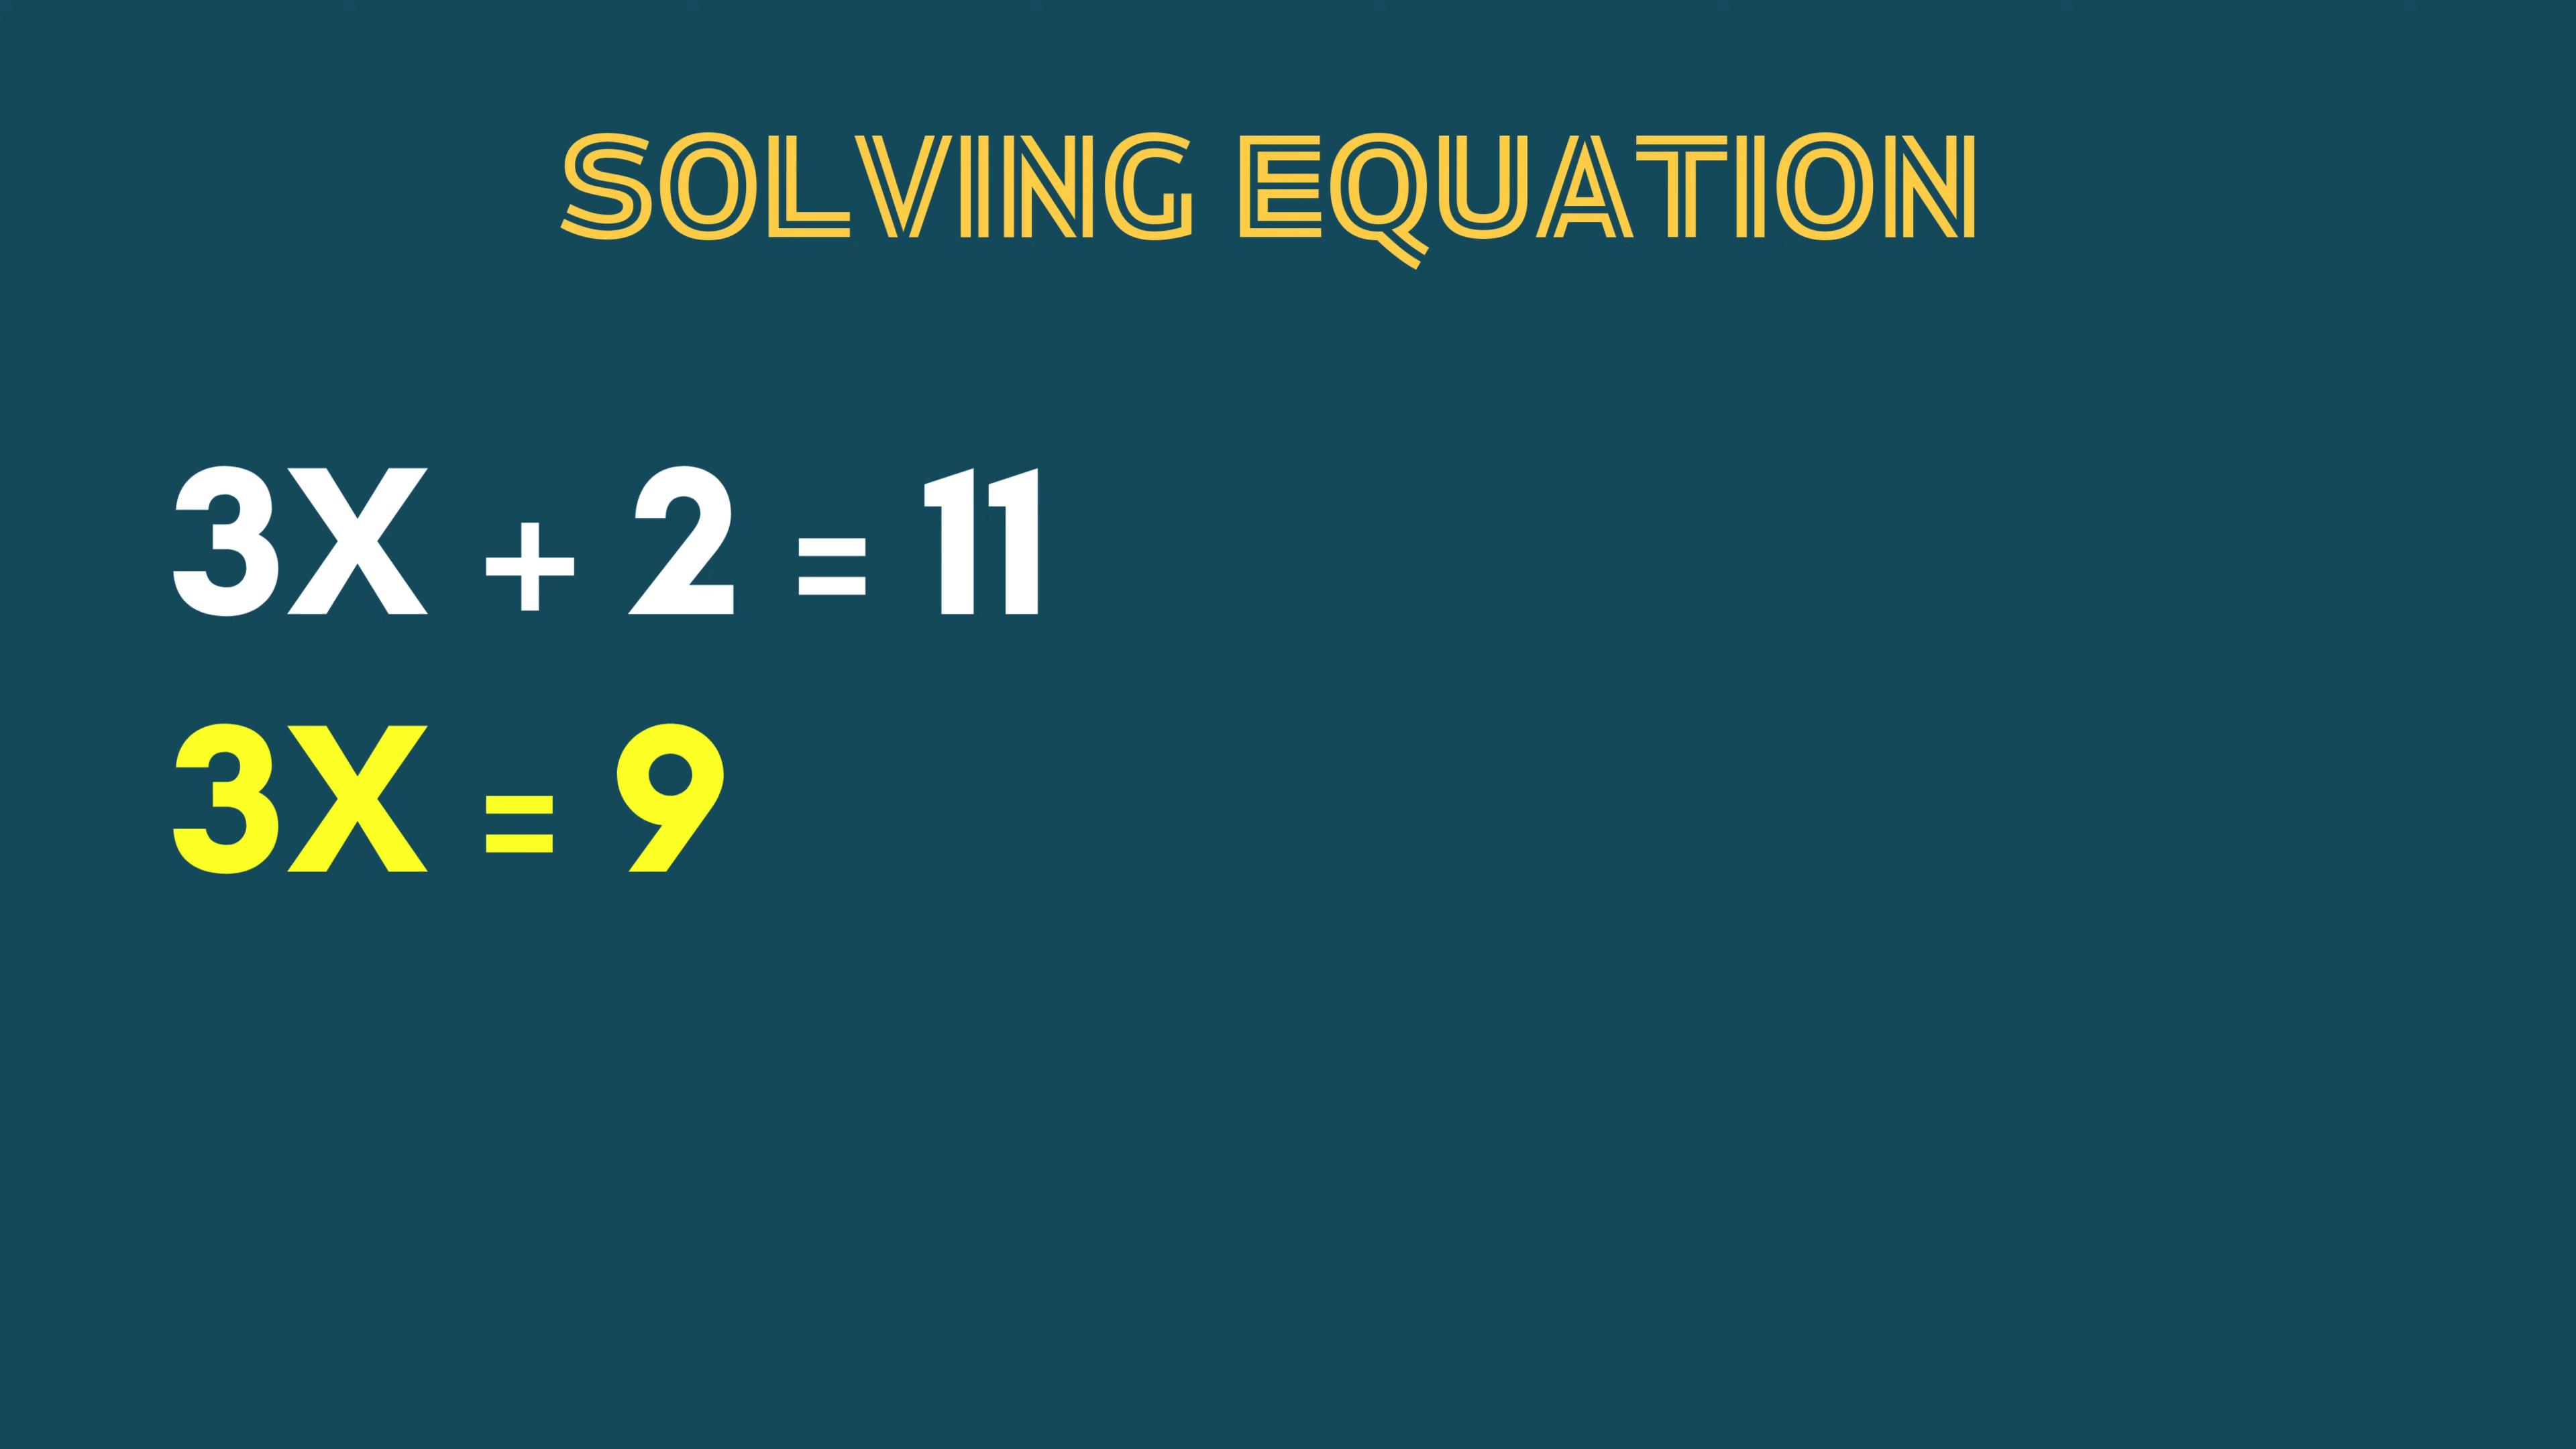 SOLVING EQUATION
3X + 2 = 11
3X = 9